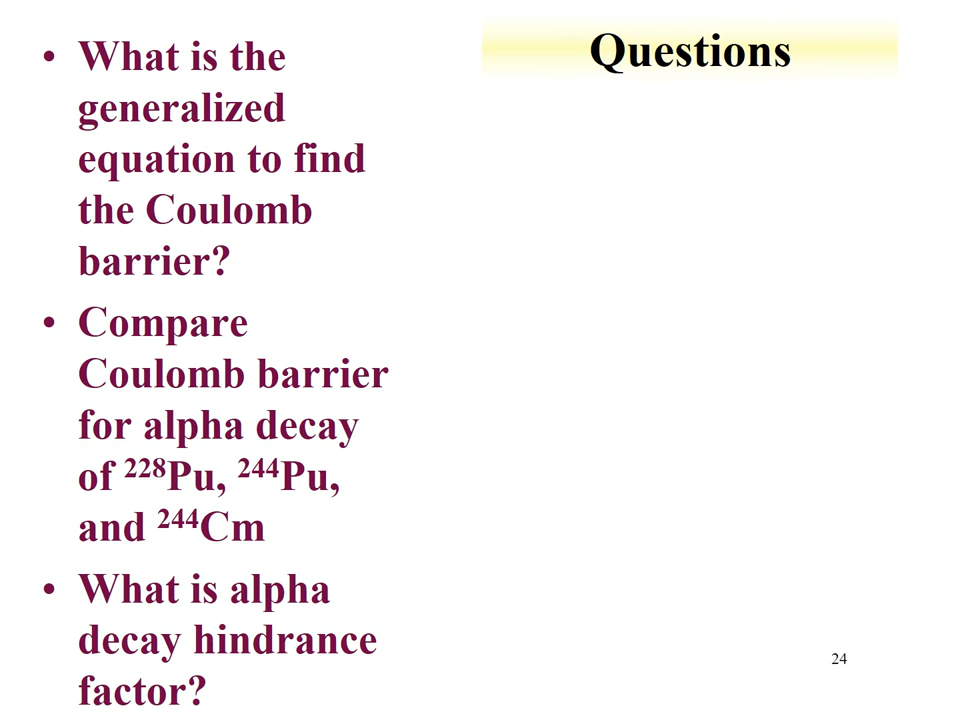 Questions
• What is the
generalized
equation to find
the Coulomb
barrier?
• Compare
Coulomb barrier
for alpha decay
of ²²⁸Pu, ²⁴⁴Pu,
and ²⁴⁴Cm
• What is alpha
decay hindrance
factor?
24